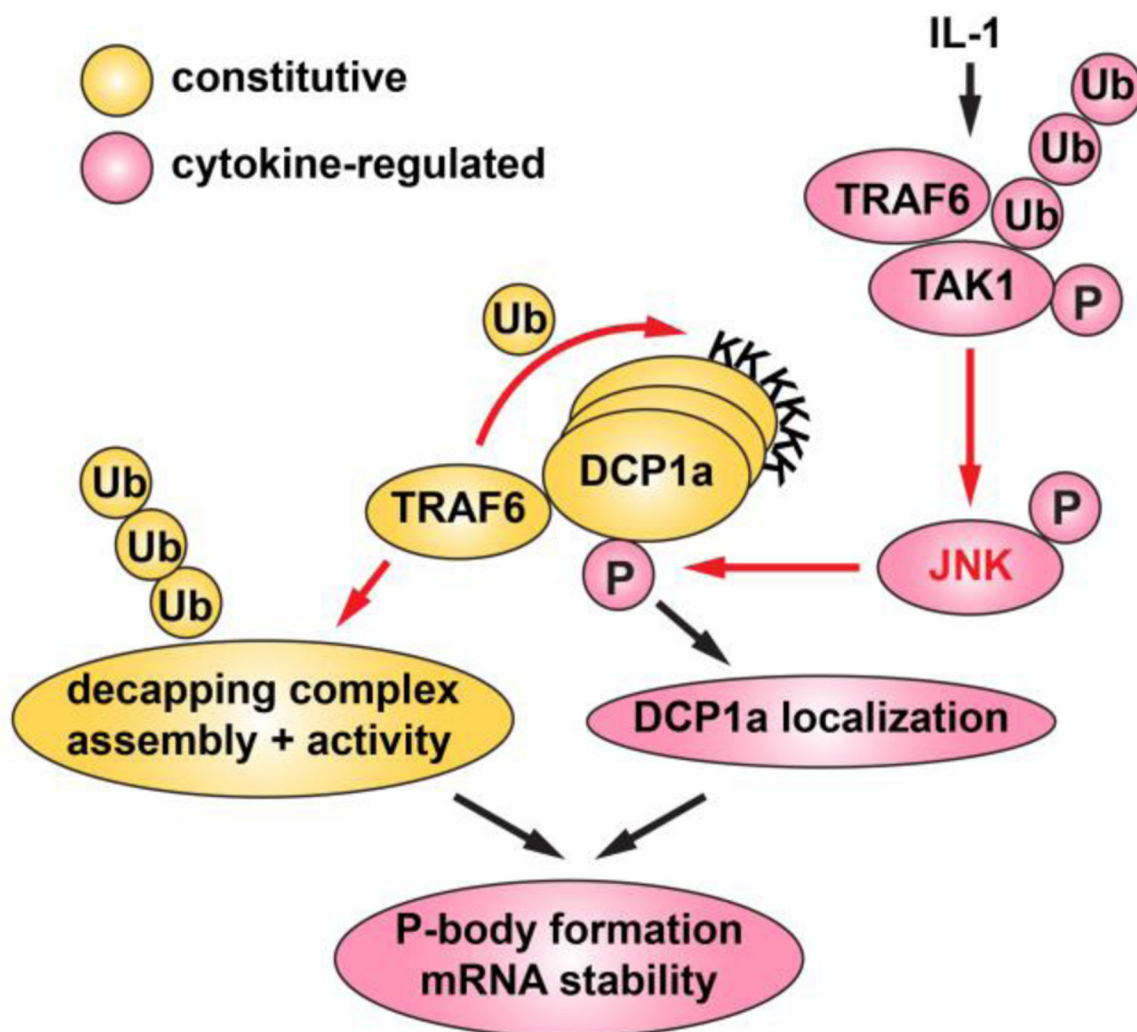 constitutive
cytokine-regulated
IL-1
Ub
Ub
Ub
TRAF6
TAK1
P
Ub
KKKKKK
DCP1a
TRAF6
Ub
Ub
Ub
P
P
JNK
decapping complex
assembly + activity
DCP1a localization
P-body formation
mRNA stability